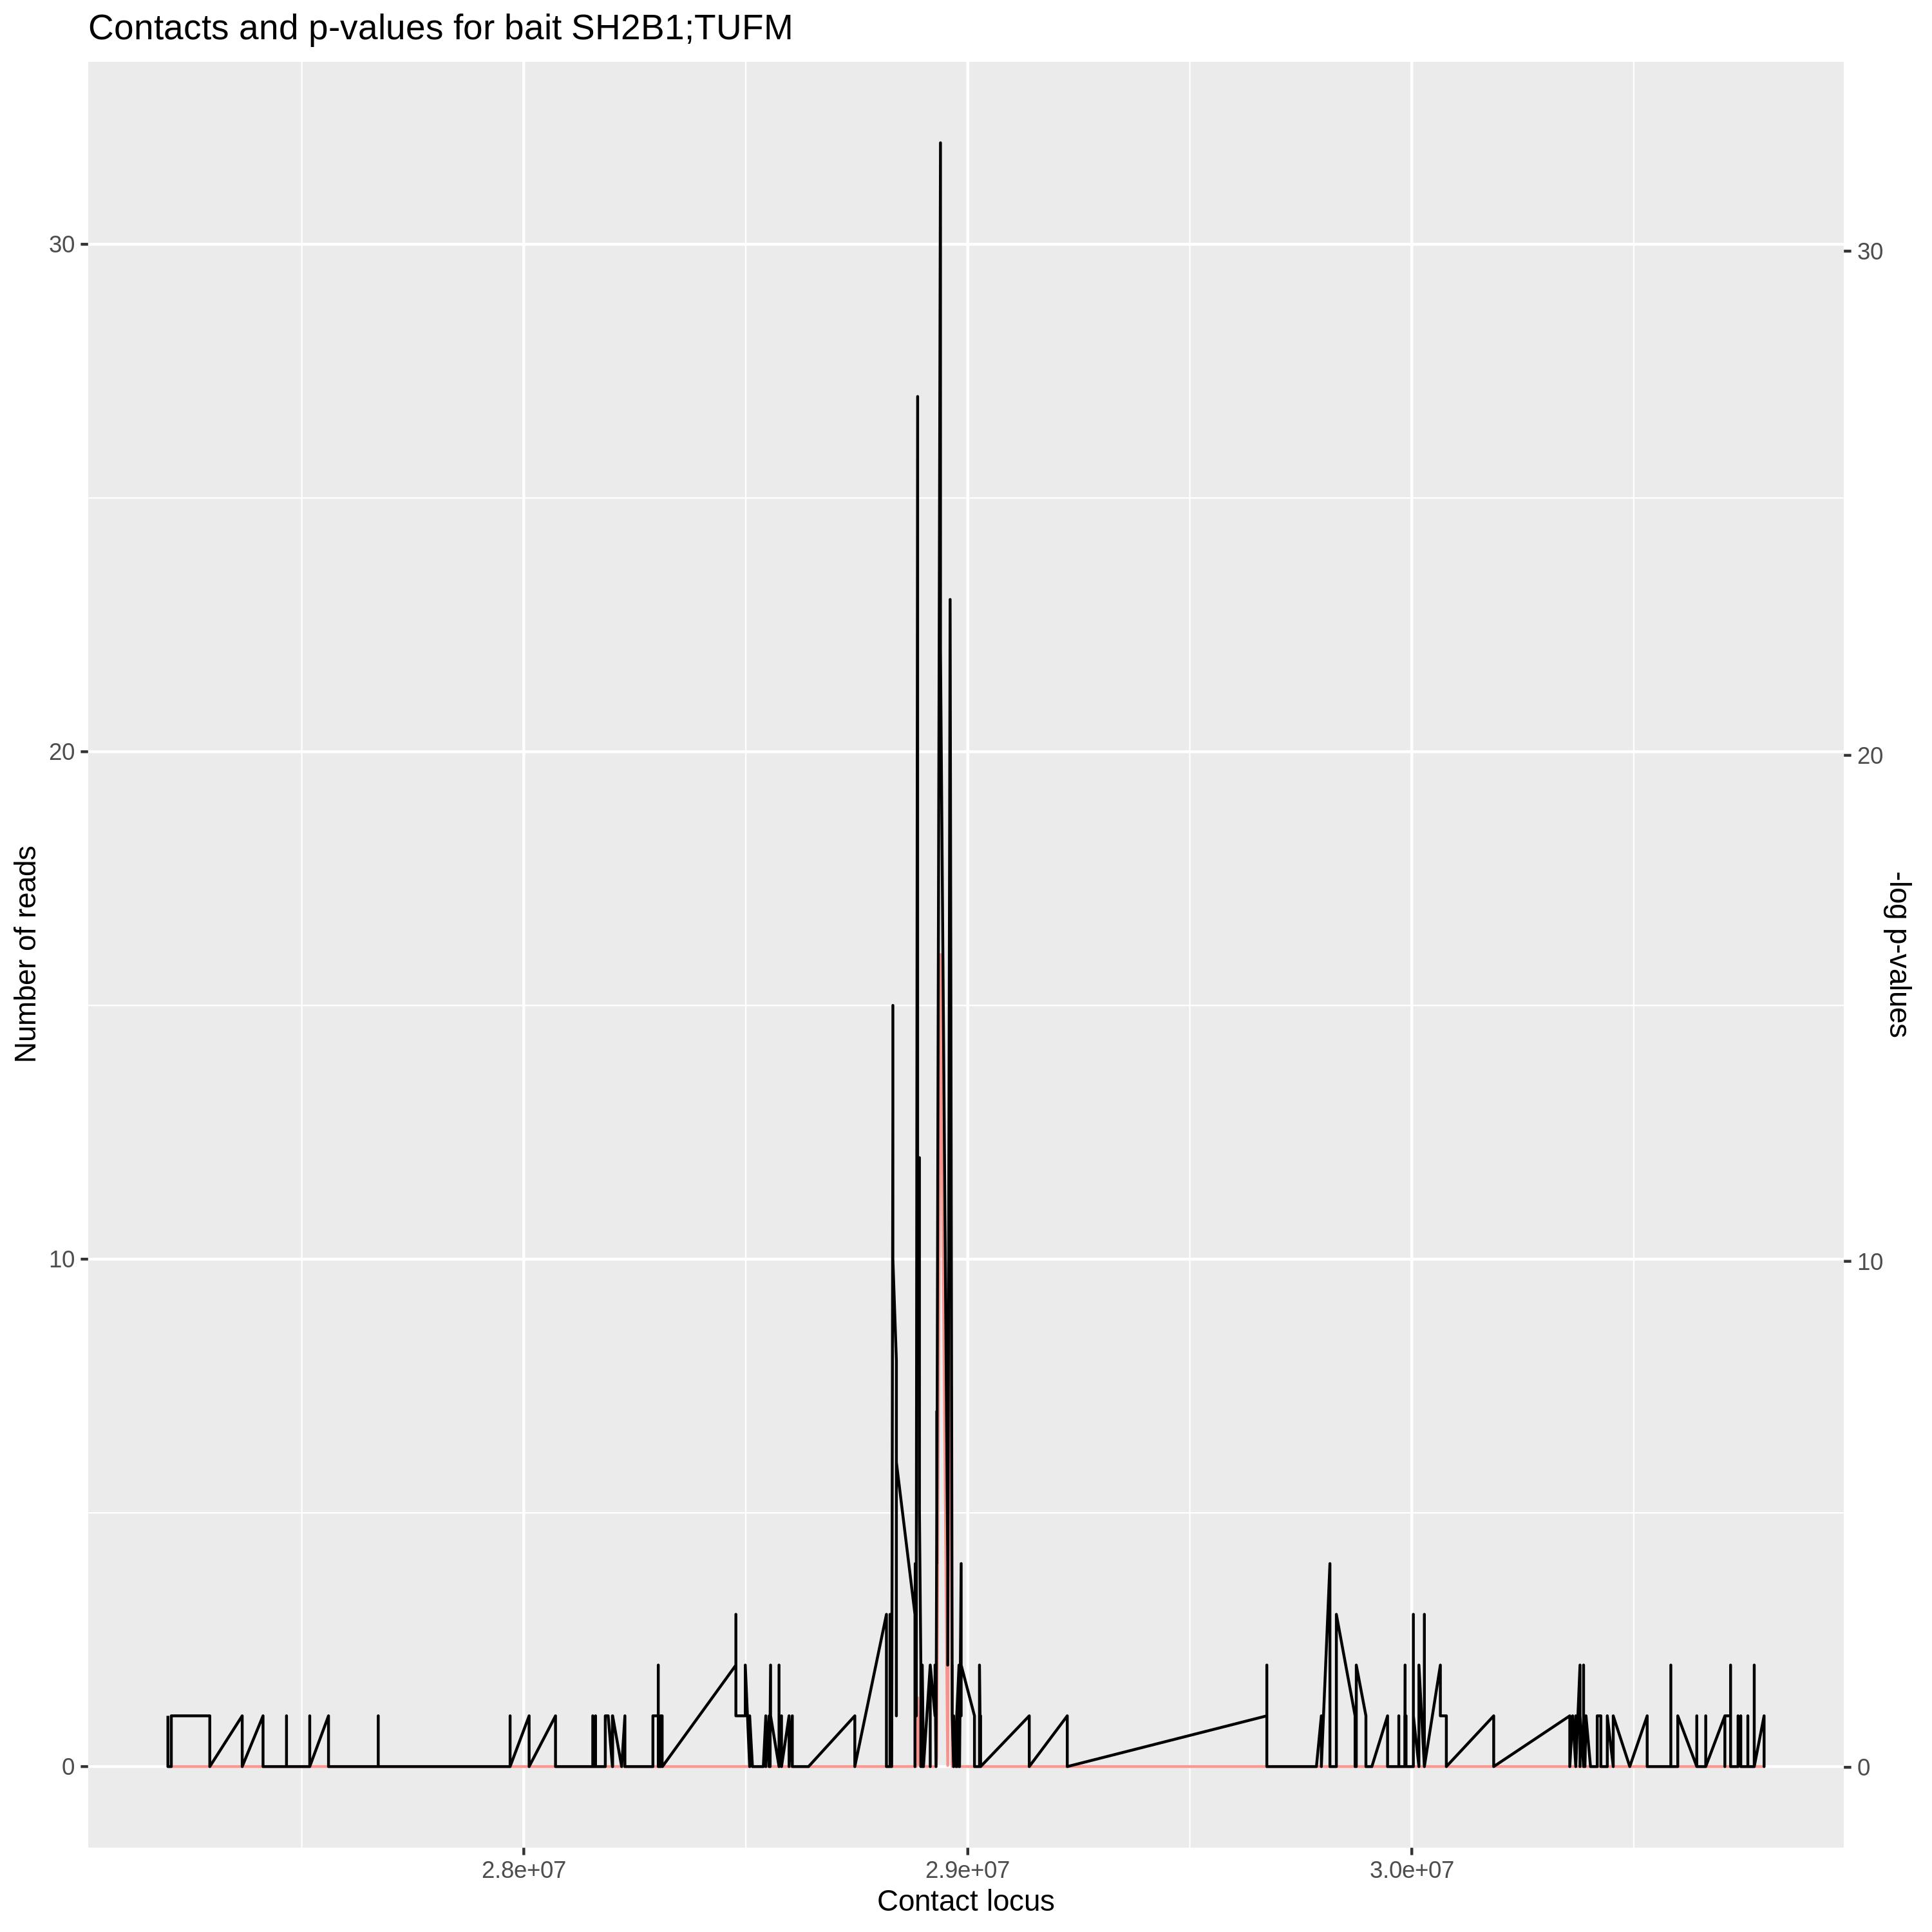 Contacts and p-values for bait SH2B1;TUFM
30
20
10
0
Number of reads
30
20
10
0
-log p-values
2.8e+07 2.9e+07 3.0e+07
Contact locus